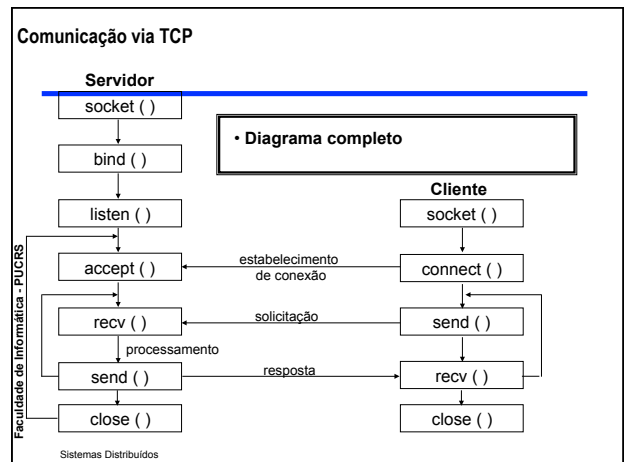 Comunicação via TCP
Servidor
socket ( )
bind ( )
listen ( )
accept ( )
recv ( )
processamento
send ( )
close ( )
• Diagrama completo
Cliente
socket ( )
connect ( )
send ( )
recv ( )
close ( )
estabelecimento
de conexão
solicitação
resposta
Faculdade de Informática - PUCRS
Sistemas Distribuídos